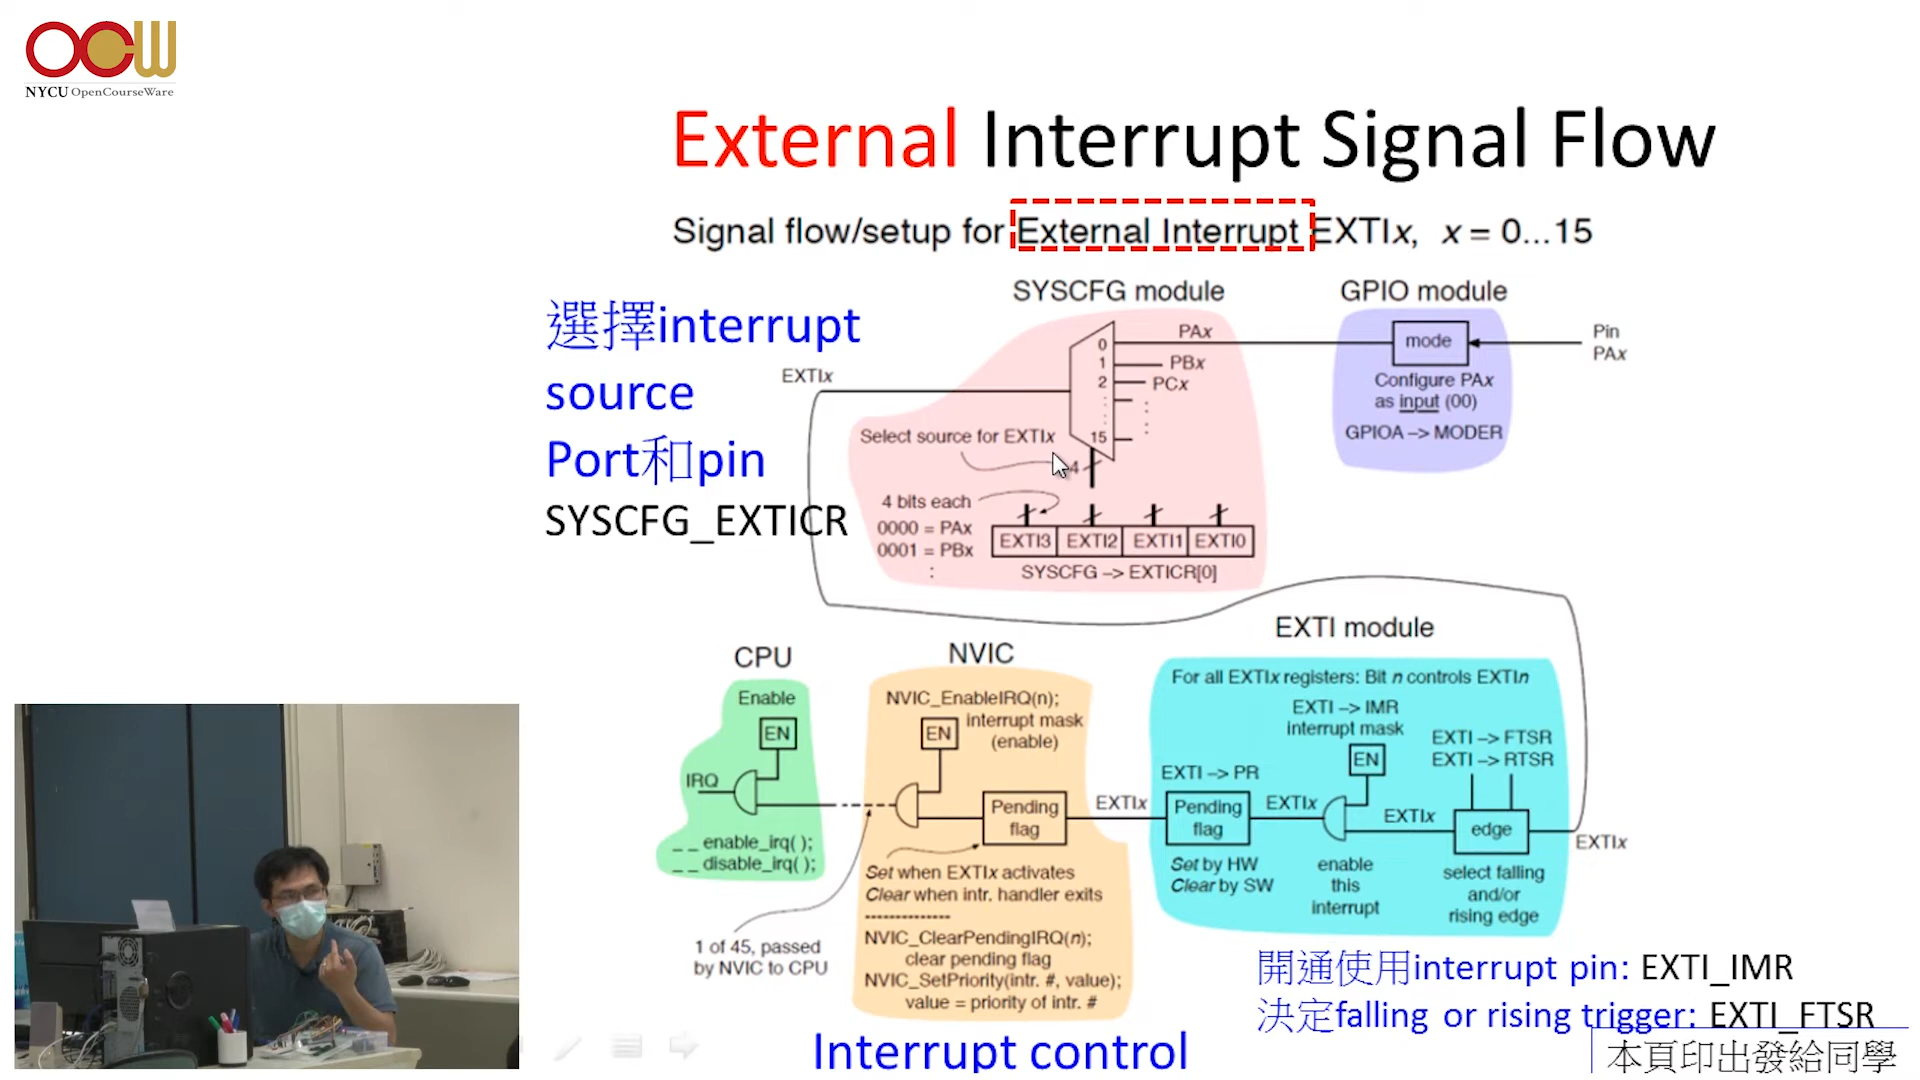 OCW
NYCU OpenCourseWare
External Interrupt Signal Flow
Signal flow/setup for External Interrupt EXTIx, x = 0...15
選擇interrupt
source
Port和pin
SYSCFG_EXTICR
SYSCFG module
GPIO module
EXTIx
0
1
2
15
PAx
PBx
PCx
mode
Pin
PAx
Configure PAx
as input (00)
GPIOA –> MODER
Select source for EXTIx
4
4 bits each
0000 = PAx
0001 = PBx
EXTI3 EXTI2 EXTI1 EXTI0
SYSCFG –> EXTICR[0]
CPU
Enable
EN
IRQ
_ _ enable_irq( );
_ _ disable_irq( );
1 of 45, passed
by NVIC to CPU
NVIC
NVIC_EnableIRQ(n);
interrupt mask
(enable)
EN
Pending
flag
EXTIx
Set when EXTIx activates
Clear when intr. handler exits
--------------
NVIC_ClearPendingIRQ(n);
clear pending flag
NVIC_SetPriority(intr. #, value);
value = priority of intr. #
Interrupt control
EXTI module
For all EXTIx registers: Bit n controls EXTIn
EXTI –> IMR
interrupt mask
EN
EXTI –> FTSR
EXTI –> RTSR
EXTI –> PR
Pending
flag
EXTIx
EXTIx
edge
EXTIx
Set by HW
Clear by SW
enable
this
interrupt
select falling
and/or
rising edge
開通使用interrupt pin: EXTI_IMR
決定falling or rising trigger: EXTI_FTSR
本頁印出發給同學